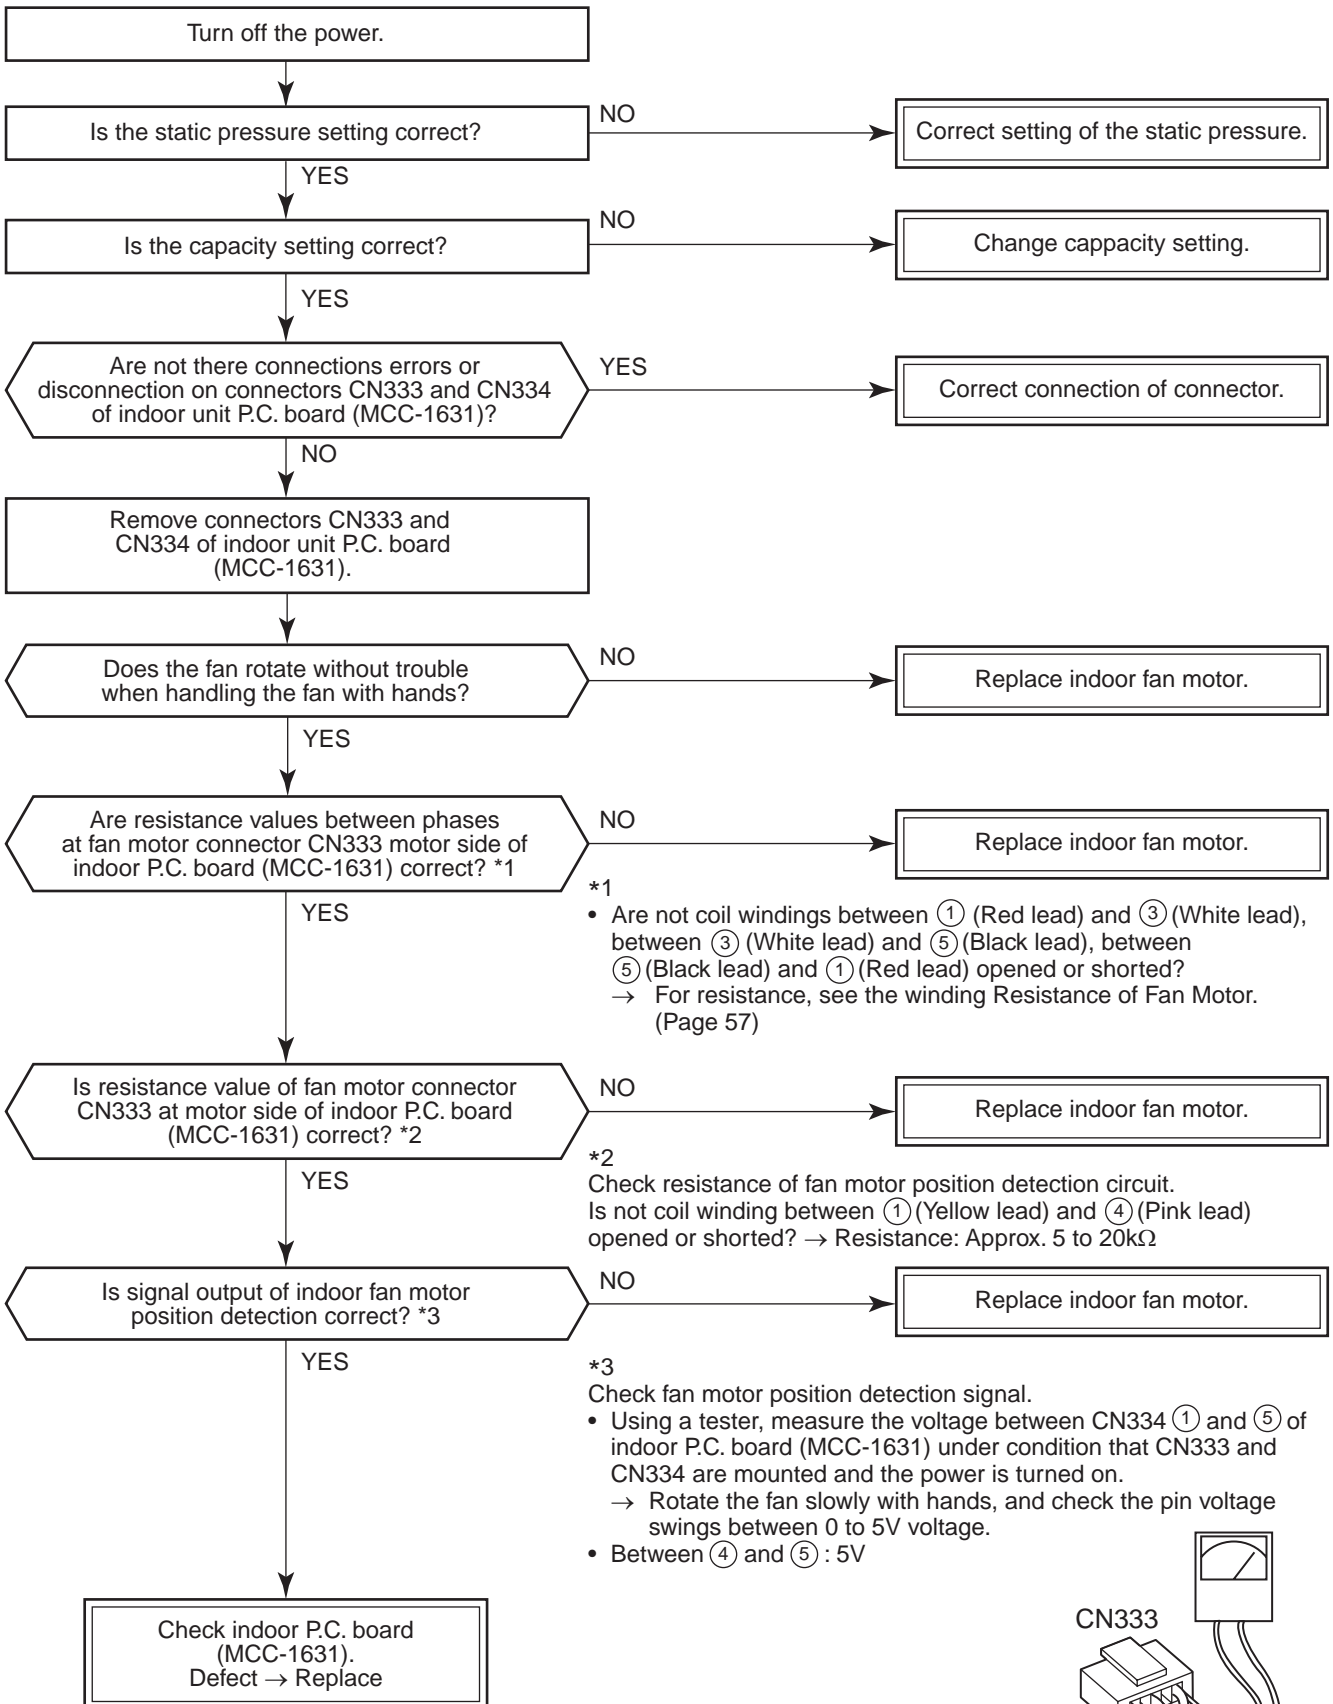 Turn off the power.
Is the static pressure setting correct?
NO
Correct setting of the static pressure.
YES
Is the capacity setting correct?
NO
Change cappacity setting.
YES
Are not there connections errors or
disconnection on connectors CN333 and CN334
of indoor unit P.C. board (MCC-1631)?
YES
Correct connection of connector.
NO
Remove connectors CN333 and
CN334 of indoor unit P.C. board
(MCC-1631).
Does the fan rotate without trouble
when handling the fan with hands?
NO
Replace indoor fan motor.
YES
Are resistance values between phases
at fan motor connector CN333 motor side of
indoor P.C. board (MCC-1631) correct? *1
NO
Replace indoor fan motor.
YES
*1
• Are not coil windings between ① (Red lead) and ③ (White lead),
between ③ (White lead) and ⑤ (Black lead), between
⑤ (Black lead) and ① (Red lead) opened or shorted?
→ For resistance, see the winding Resistance of Fan Motor.
(Page 57)
Is resistance value of fan motor connector
CN333 at motor side of indoor P.C. board
(MCC-1631) correct? *2
NO
Replace indoor fan motor.
YES
*2
Check resistance of fan motor position detection circuit.
Is not coil winding between ① (Yellow lead) and ④ (Pink lead)
opened or shorted? → Resistance: Approx. 5 to 20kΩ
Is signal output of indoor fan motor
position detection correct? *3
NO
Replace indoor fan motor.
YES
*3
Check fan motor position detection signal.
• Using a tester, measure the voltage between CN334 ① and ⑤ of
indoor P.C. board (MCC-1631) under condition that CN333 and
CN334 are mounted and the power is turned on.
→ Rotate the fan slowly with hands, and check the pin voltage
swings between 0 to 5V voltage.
• Between ④ and ⑤ : 5V
Check indoor P.C. board
(MCC-1631).
Defect → Replace
CN333